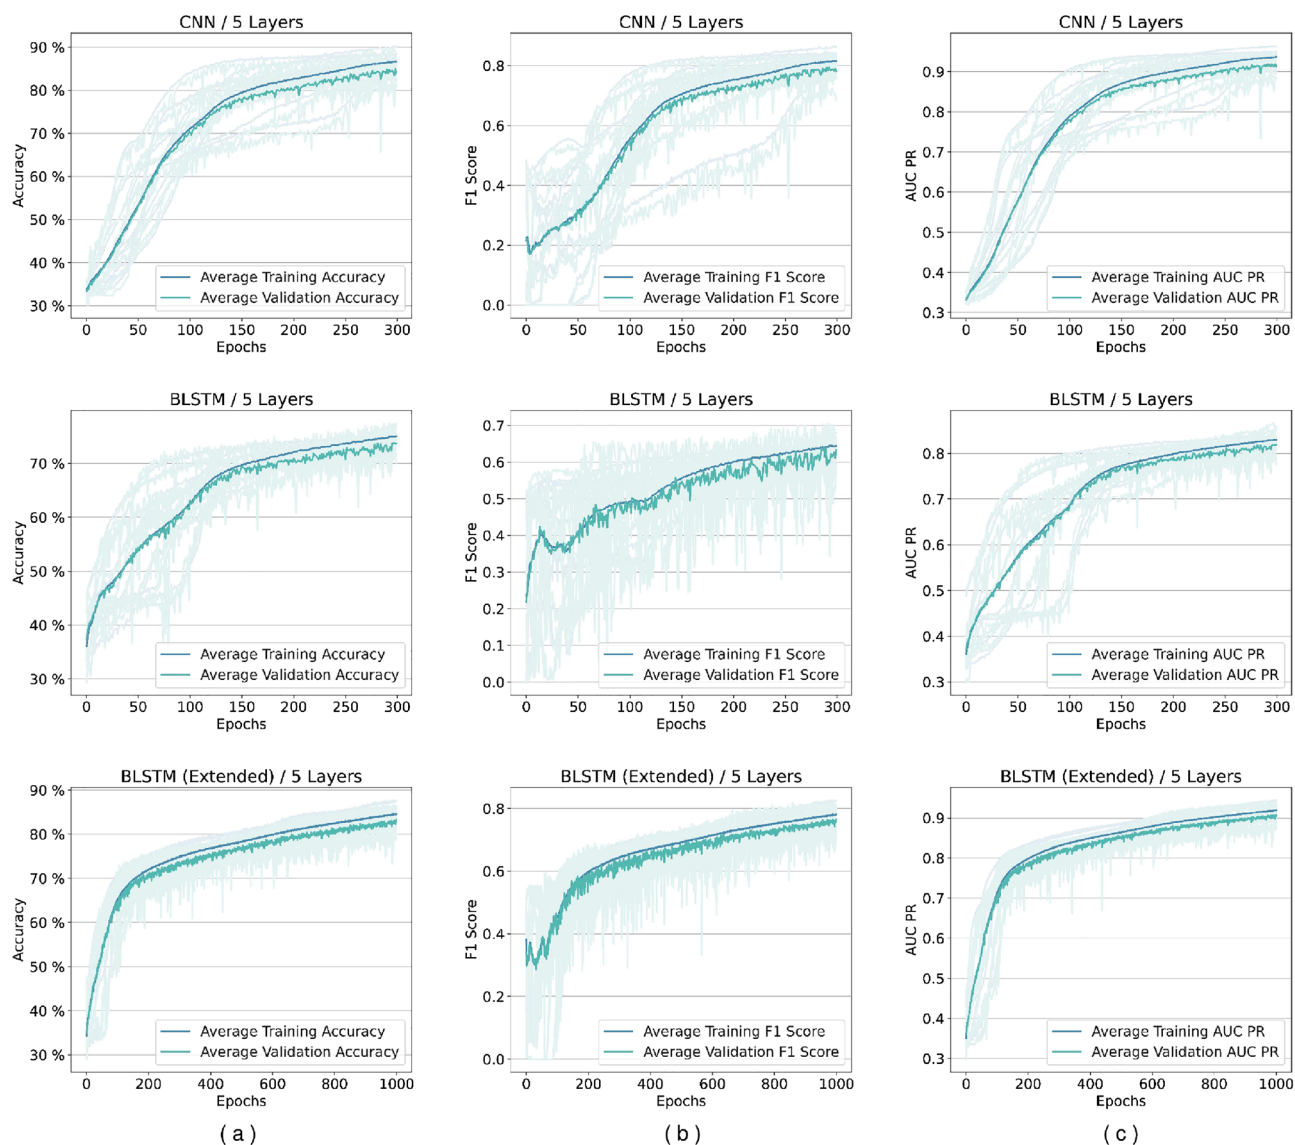 CNN / 5 Layers
90 %
80 %
70 %
60 %
50 %
40 %
30 %
Accuracy
Average Training Accuracy
Average Validation Accuracy
0 50 100 150 200 250 300
Epochs
CNN / 5 Layers
0.8
0.6
0.4
0.2
0.0
F1 Score
Average Training F1 Score
Average Validation F1 Score
0 50 100 150 200 250 300
Epochs
CNN / 5 Layers
0.9
0.8
0.7
0.6
0.5
0.4
0.3
AUC PR
Average Training AUC PR
Average Validation AUC PR
0 50 100 150 200 250 300
Epochs
BLSTM / 5 Layers
70 %
60 %
50 %
40 %
30 %
Accuracy
Average Training Accuracy
Average Validation Accuracy
0 50 100 150 200 250 300
Epochs
BLSTM / 5 Layers
0.7
0.6
0.5
0.4
0.3
0.2
0.1
0.0
F1 Score
Average Training F1 Score
Average Validation F1 Score
0 50 100 150 200 250 300
Epochs
BLSTM / 5 Layers
0.8
0.7
0.6
0.5
0.4
0.3
AUC PR
Average Training AUC PR
Average Validation AUC PR
0 50 100 150 200 250 300
Epochs
BLSTM (Extended) / 5 Layers
90 %
80 %
70 %
60 %
50 %
40 %
30 %
Accuracy
Average Training Accuracy
Average Validation Accuracy
0 200 400 600 800 1000
Epochs
(a)
BLSTM (Extended) / 5 Layers
0.8
0.6
0.4
0.2
0.0
F1 Score
Average Training F1 Score
Average Validation F1 Score
0 200 400 600 800 1000
Epochs
(b)
BLSTM (Extended) / 5 Layers
0.9
0.8
0.7
0.6
0.5
0.4
0.3
AUC PR
Average Training AUC PR
Average Validation AUC PR
0 200 400 600 800 1000
Epochs
(c)